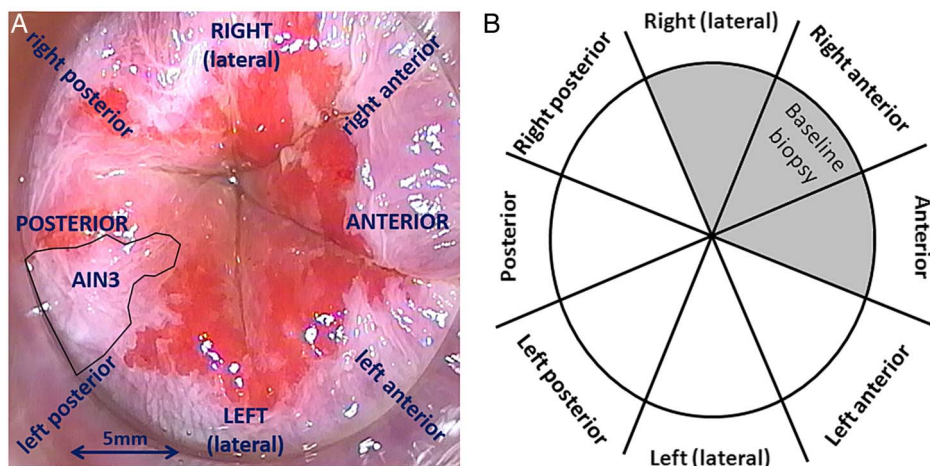 A
RIGHT
(lateral)
right posterior
right anterior
POSTERIOR
ANTERIOR
AIN3
left posterior
left anterior
LEFT
(lateral)
5mm
B
Right (lateral)
Right posterior
Right anterior
Baseline
biopsy
Posterior
Anterior
Left posterior
Left anterior
Left (lateral)